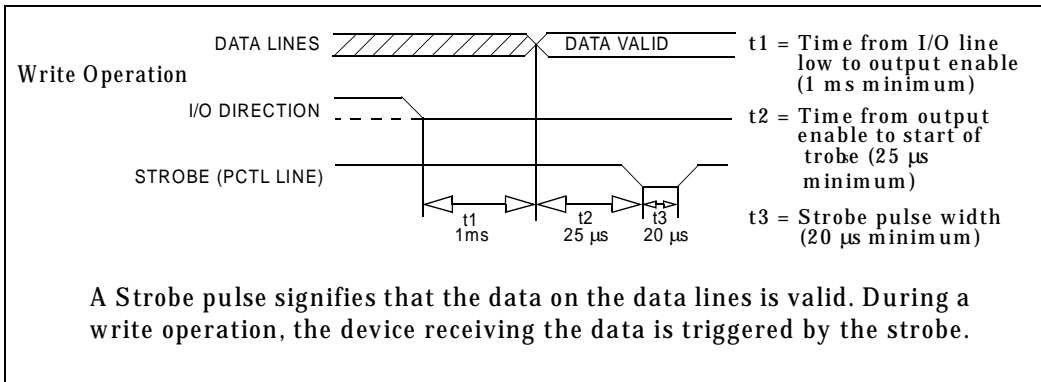 DATA LINES
DATA VALID
Write Operation
I/O DIRECTION
STROBE (PCTL LINE)
t1
1ms
t2
25 µs
t3
20 µs
t1 = Time from I/O line
low to output enable
(1 ms minimum)
t2 = Time from output
enable to start of
trobe (25 µs
minimum)
t3 = Strobe pulse width
(20 µs minimum)
A Strobe pulse signifies that the data on the data lines is valid. During a
write operation, the device receiving the data is triggered by the strobe.